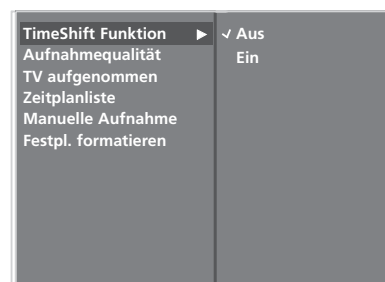 TimeShift Funktion ▶
Aufnahmequalität
TV aufgenommen
Zeitplanliste
Manuelle Aufnahme
Festpl. formatieren
✓ Aus
Ein